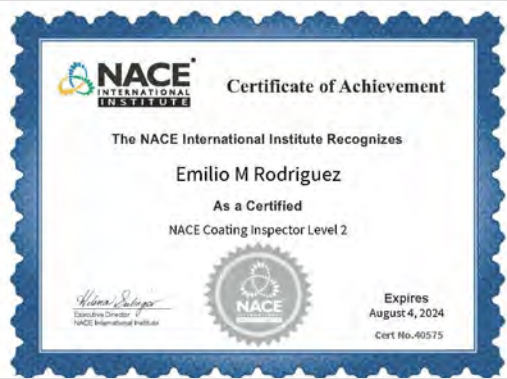 NACE
INTERNATIONAL
INSTITUTE
Certificate of Achievement
The NACE International Institute Recognizes
Emilio M Rodriguez
As a Certified
NACE Coating Inspector Level 2
NACE
INTERNATIONAL
Executive Director
NACE International Institute
Expires
August 4, 2024
Cert No.40575